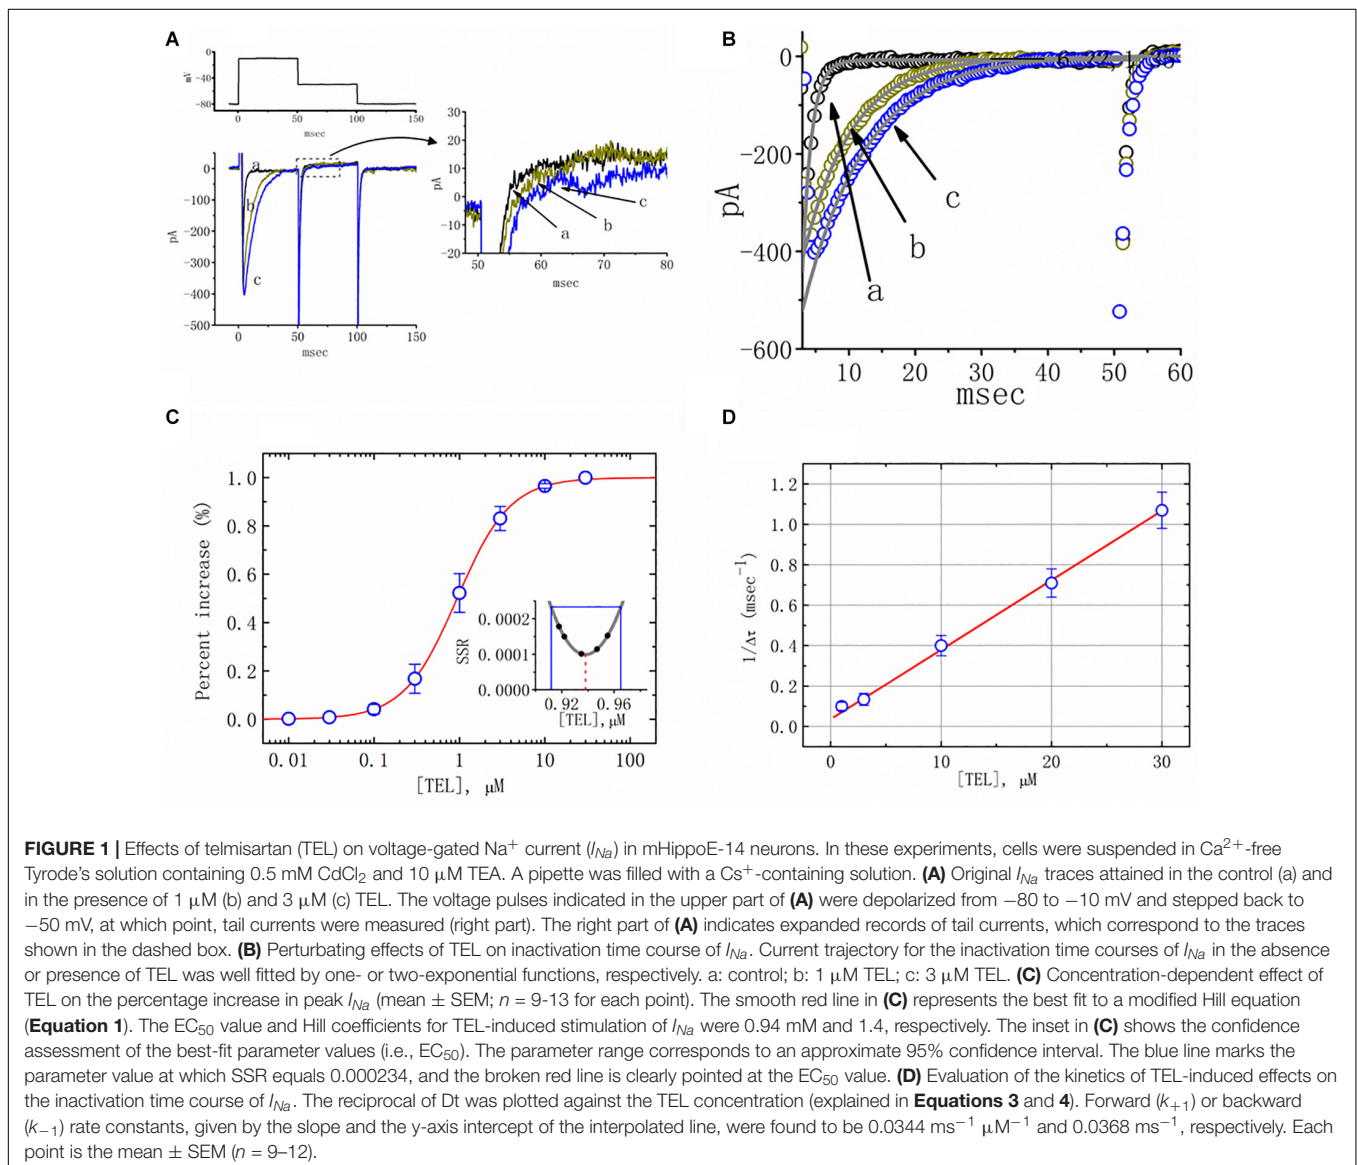 A
0
−40
−80
mV
0
50
100
150
msec
0
−100
−200
−300
−400
−500
pA
a
b
c
0
50
100
150
msec
30
20
10
0
−10
−20
pA
a
b
c
50
60
70
80
msec
B
0
−200
−400
−600
pA
a
b
c
10
20
30
40
50
60
msec
C
1.0
0.8
0.6
0.4
0.2
0.0
Percent increase (%)
0.01
0.1
1
10
100
[TEL], μM
0.0002
0.0001
0.0000
SSR
0.92
0.96
[TEL], μM
D
1.2
1.0
0.8
0.6
0.4
0.2
0.0
1/Δτ (msec−1)
0
10
20
30
[TEL], μM
FIGURE 1 | Effects of telmisartan (TEL) on voltage-gated Na+ current (INa) in mHippoE-14 neurons. In these experiments, cells were suspended in Ca2+-free
Tyrode's solution containing 0.5 mM CdCl2 and 10 μM TEA. A pipette was filled with a Cs+-containing solution. (A) Original INa traces attained in the control (a) and
in the presence of 1 μM (b) and 3 μM (c) TEL. The voltage pulses indicated in the upper part of (A) were depolarized from −80 to −10 mV and stepped back to
−50 mV, at which point, tail currents were measured (right part). The right part of (A) indicates expanded records of tail currents, which correspond to the traces
shown in the dashed box. (B) Perturbating effects of TEL on inactivation time course of INa. Current trajectory for the inactivation time courses of INa in the absence
or presence of TEL was well fitted by one- or two-exponential functions, respectively. a: control; b: 1 μM TEL; c: 3 μM TEL. (C) Concentration-dependent effect of
TEL on the percentage increase in peak INa (mean ± SEM; n = 9-13 for each point). The smooth red line in (C) represents the best fit to a modified Hill equation
(Equation 1). The EC50 value and Hill coefficients for TEL-induced stimulation of INa were 0.94 mM and 1.4, respectively. The inset in (C) shows the confidence
assessment of the best-fit parameter values (i.e., EC50). The parameter range corresponds to an approximate 95% confidence interval. The blue line marks the
parameter value at which SSR equals 0.000234, and the broken red line is clearly pointed at the EC50 value. (D) Evaluation of the kinetics of TEL-induced effects on
the inactivation time course of INa. The reciprocal of Dt was plotted against the TEL concentration (explained in Equations 3 and 4). Forward (k+1) or backward
(k−1) rate constants, given by the slope and the y-axis intercept of the interpolated line, were found to be 0.0344 ms−1 μM−1 and 0.0368 ms−1, respectively. Each
point is the mean ± SEM (n = 9–12).